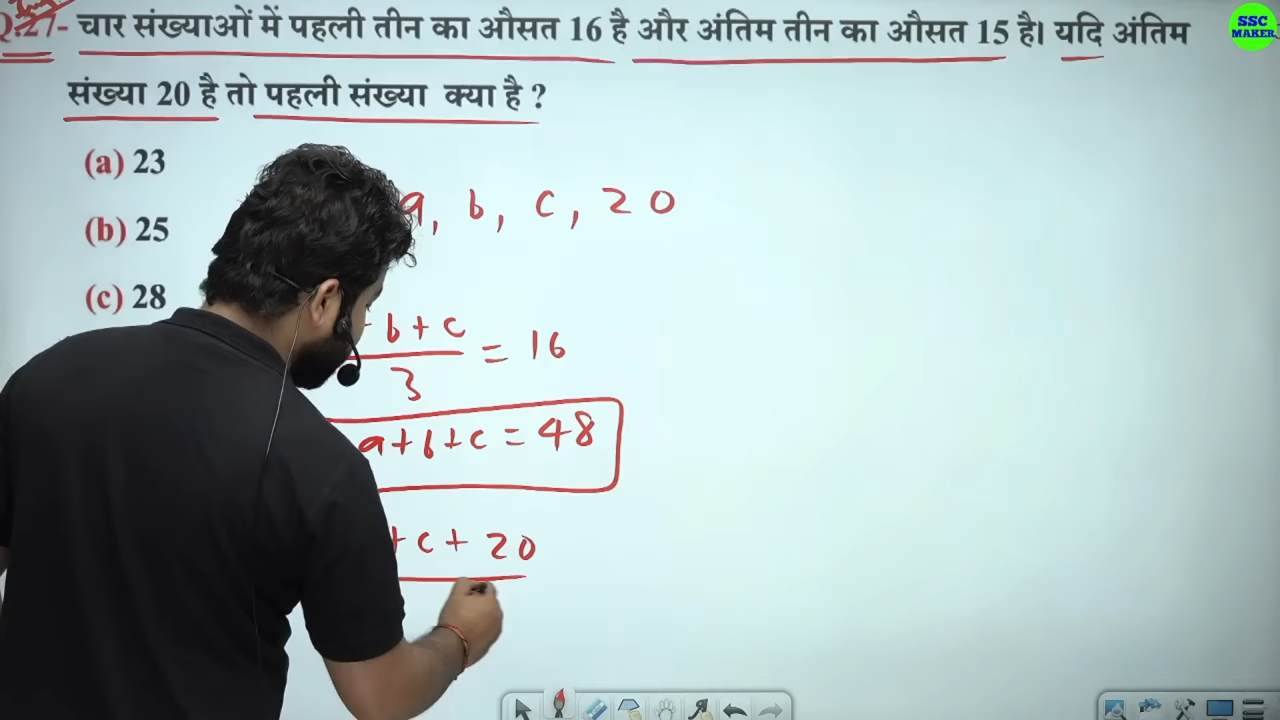 Q.27- चार संख्याओं में पहली तीन का औसत 16 है और अंतिम तीन का औसत 15 है। यदि अंतिम
संख्या 20 है तो पहली संख्या क्या है ?
SSC
MAKER
(a) 23
(b) 25
(c) 28
a, b, c, 20
+ b + c
3
= 16
a + b + c = 48
+ c + 20